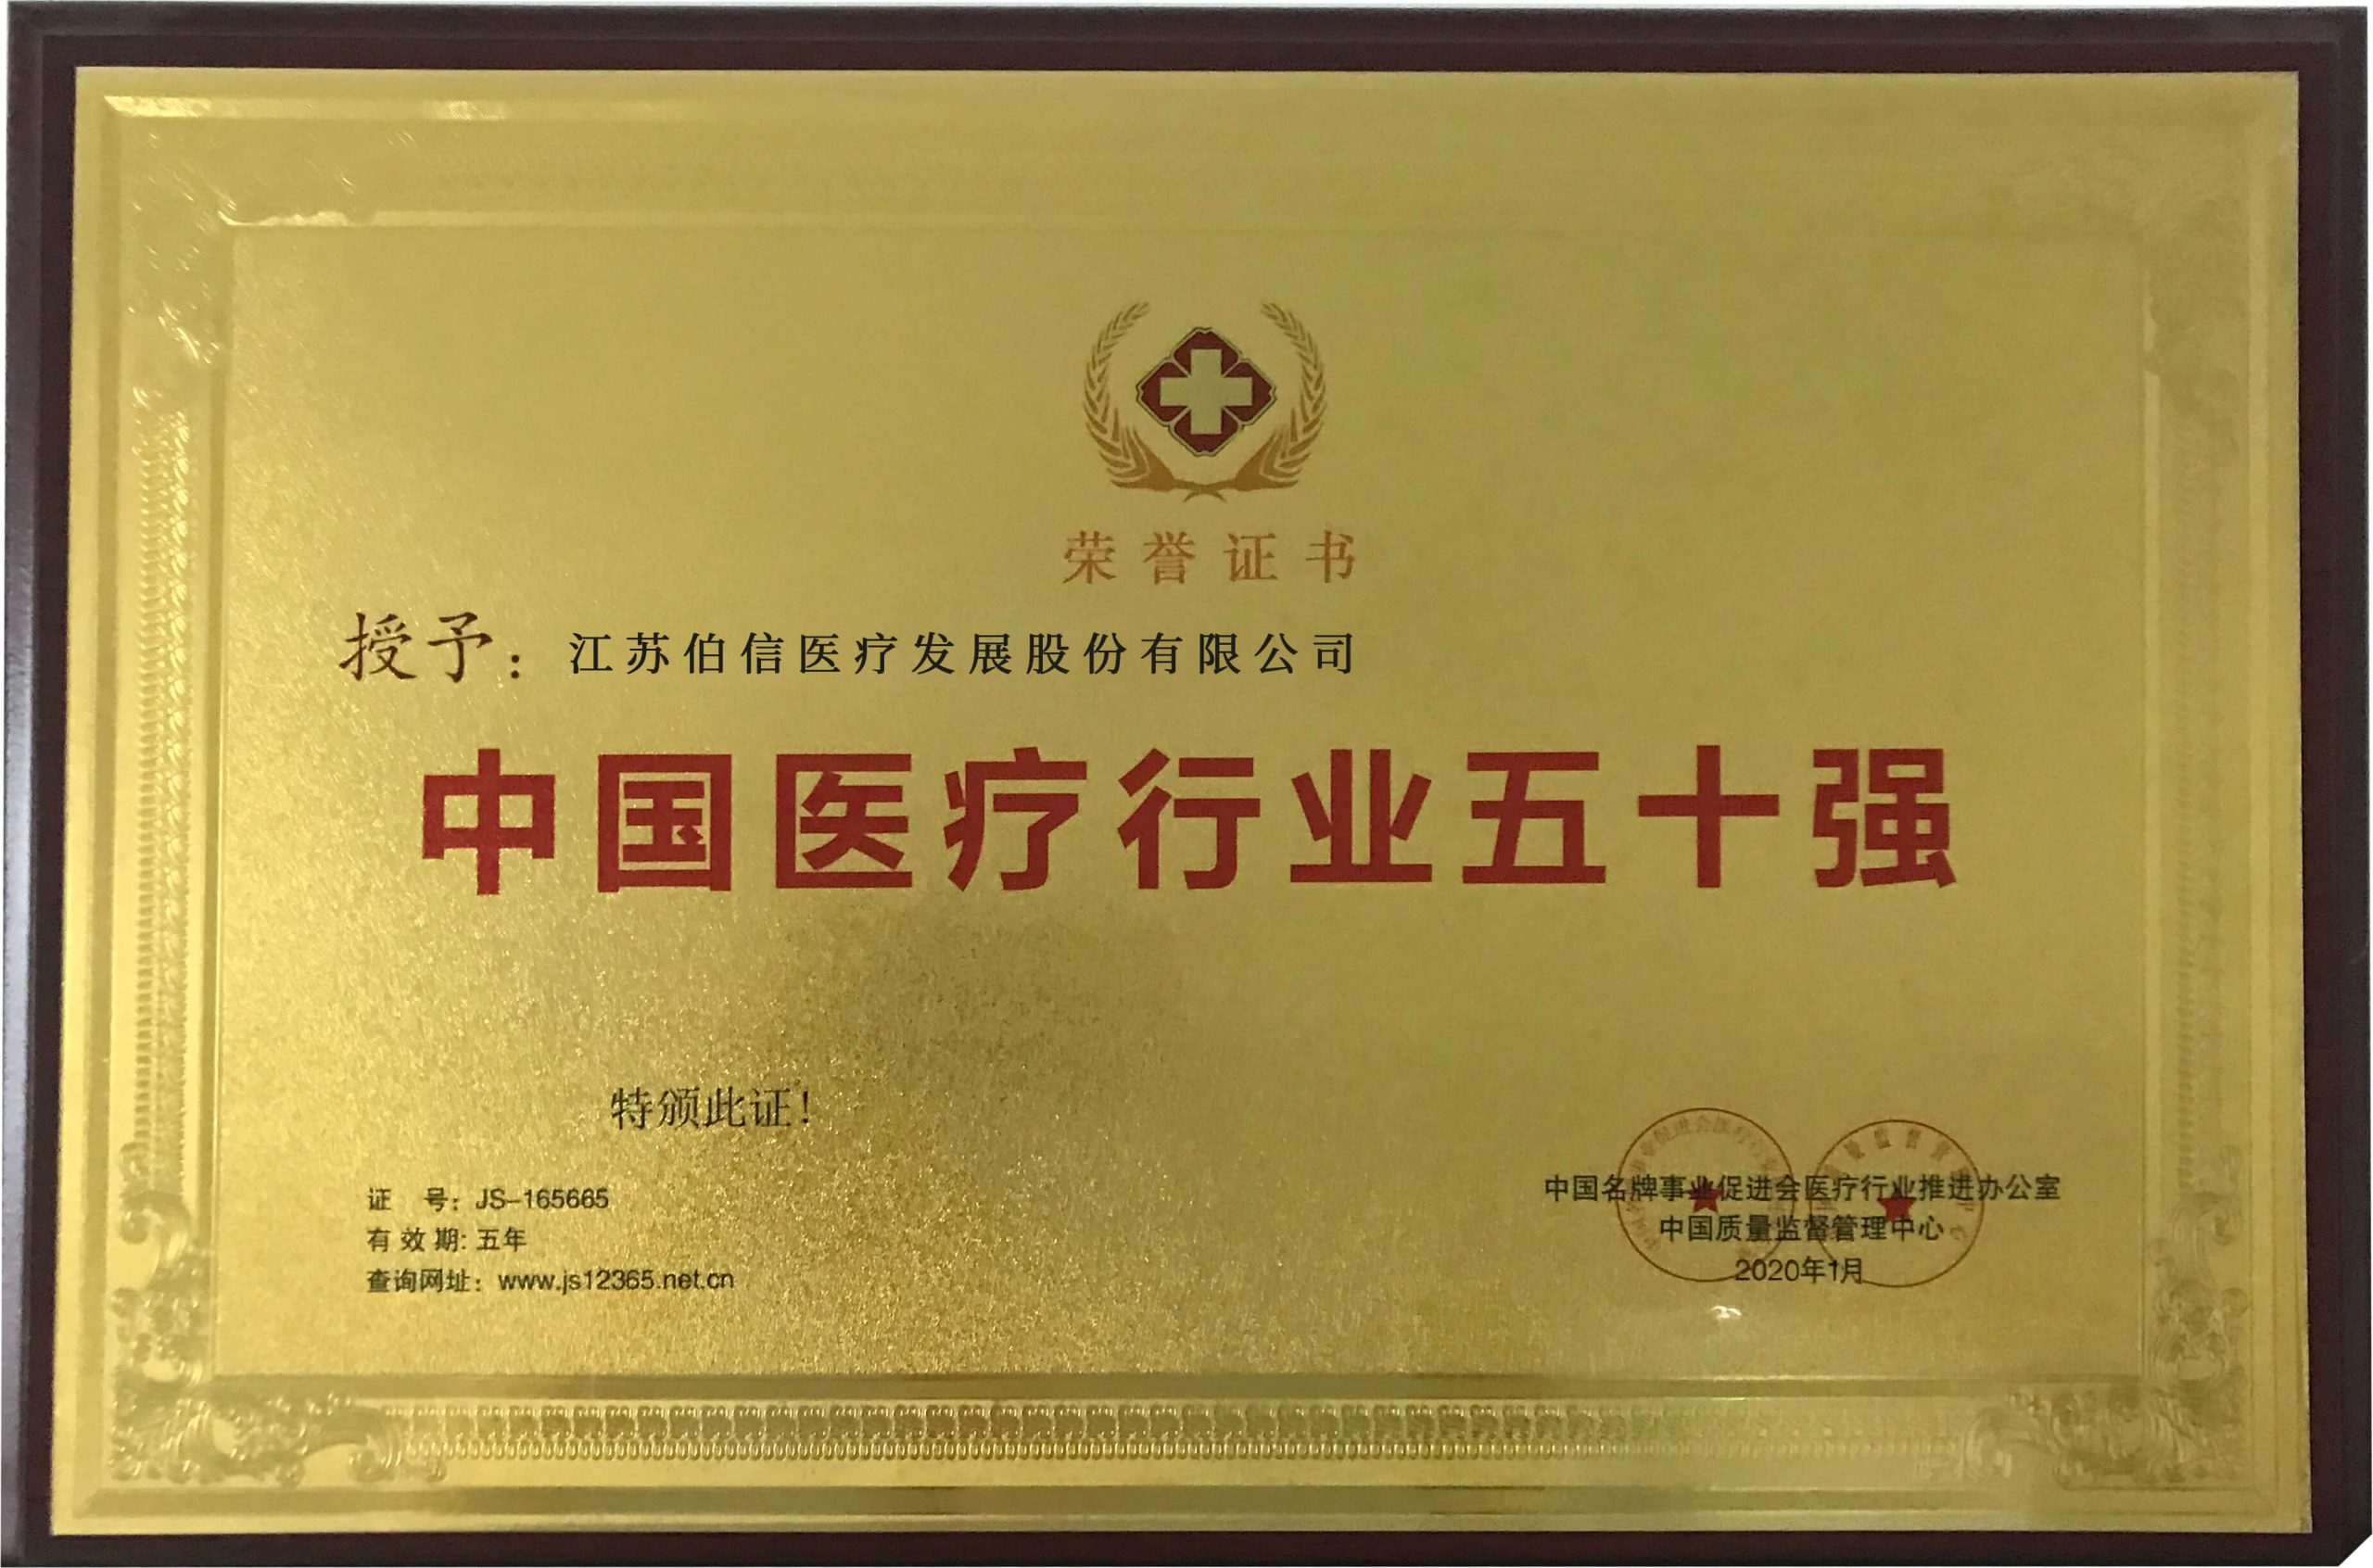 荣誉证书
授予：江苏伯信医疗发展股份有限公司
中国医疗行业五十强
特颁此证！
证 号：JS-165665
有效期: 五年
查询网址：www.js12365.net.cn
中国名牌事业促进会医疗行业推进办公室
中国质量监督管理中心
2020年1月